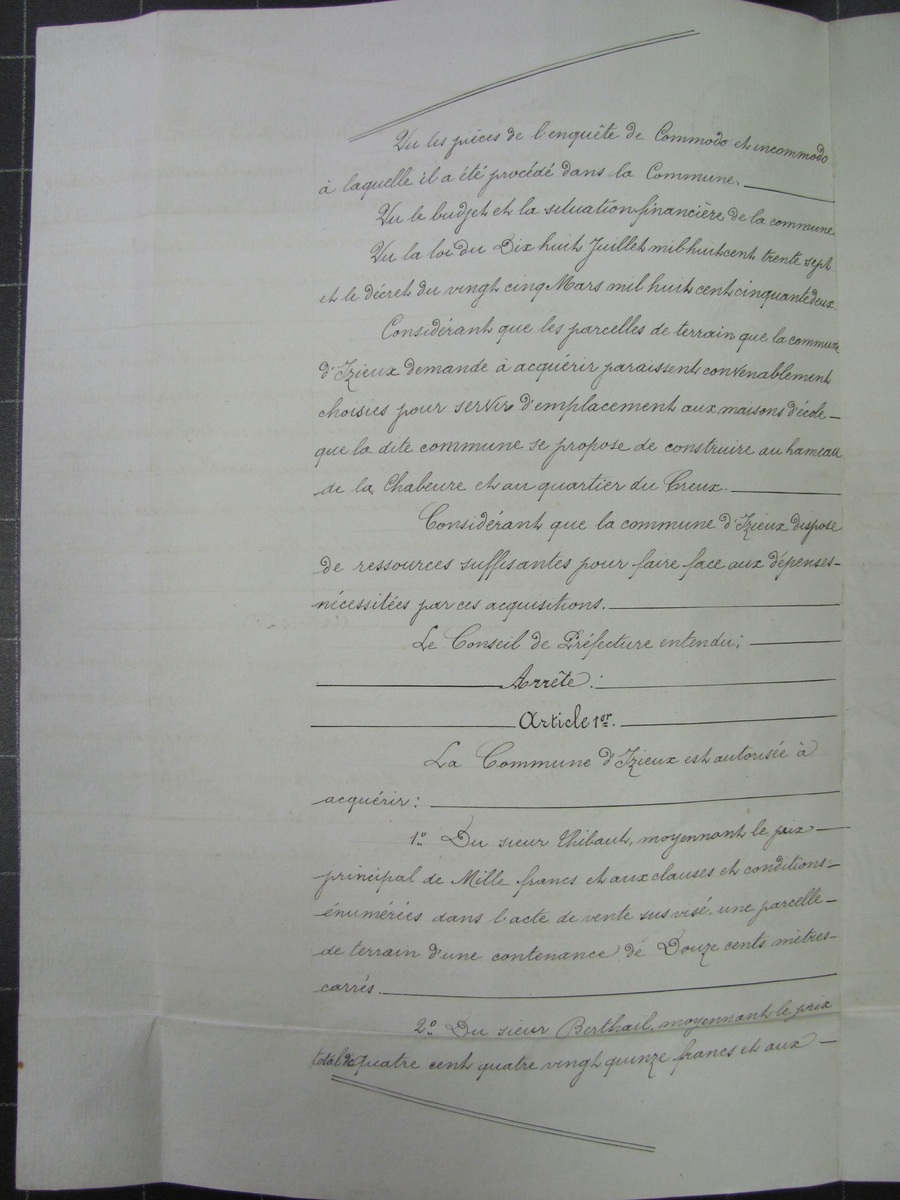 Vu les pièces de l'enquête de Commodo et incommodo
à laquelle il a été procédé dans la Commune.
Vu le budget et la situation financière de la commune
Vu la loi du Dix huit Juillet mil huit cent trente sept
et le décret du vingt cinq Mars mil huit cent cinquante deux.
Considérant que les parcelles de terrain que la commune
d'Izieux demande à acquérir paraissent convenablement
choisies pour servir d'emplacement aux maisons d'école
que la dite commune se propose de construire au hameau
de la Chabeure et au quartier du Creux.
Considérant que la commune d'Izieux dispose
de ressources suffisantes pour faire face aux dépenses
nécessitées par ces acquisitions.
Le Conseil de Préfecture entendu;
Arrête:
Article 1er.
La Commune d'Izieux est autorisée à
acquérir:
1o Du sieur Thibaut, moyennant le prix
principal de Mille francs et aux clauses et conditions
énumérées dans l'acte de vente sus visé, une parcelle
de terrain d'une contenance de Douze cents mètres
carrés.
2o Du sieur Berthail, moyennant le prix
total de Quatre cent quatre vingt quinze francs et aux